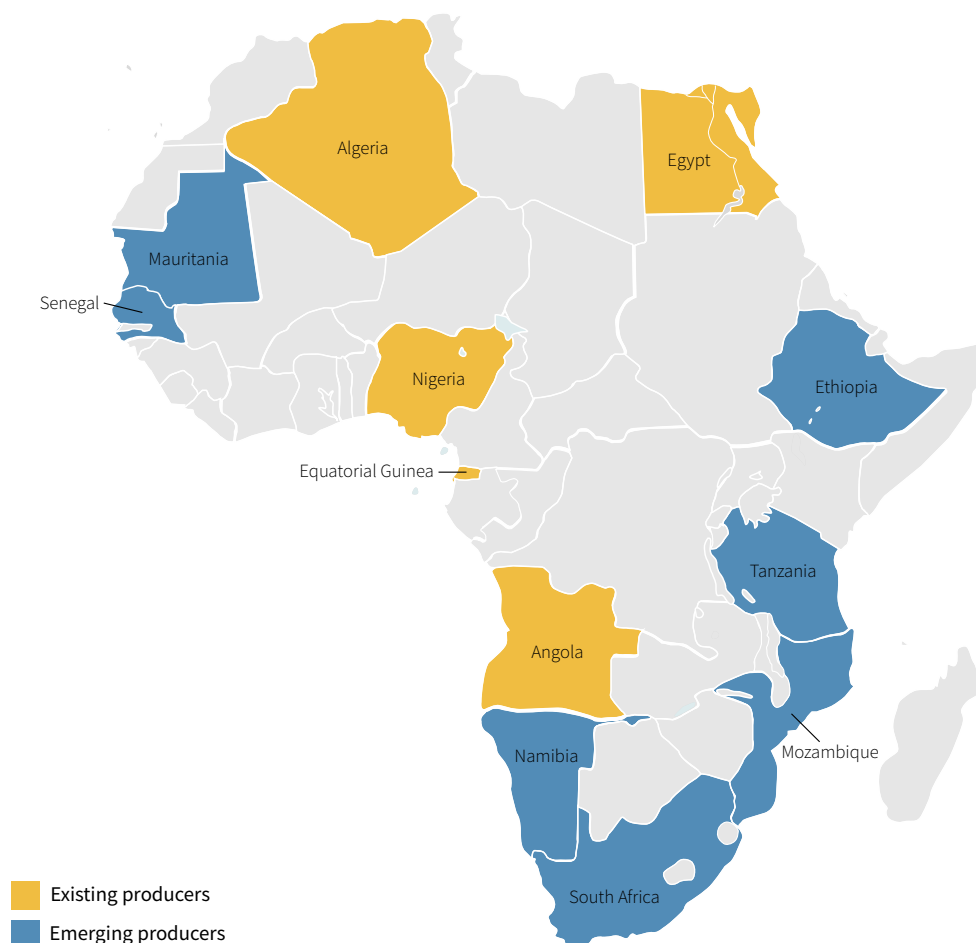 Algeria
Egypt
Mauritania
Senegal
Nigeria
Ethiopia
Equatorial Guinea
Tanzania
Angola
Mozambique
Namibia
South Africa
Existing producers
Emerging producers